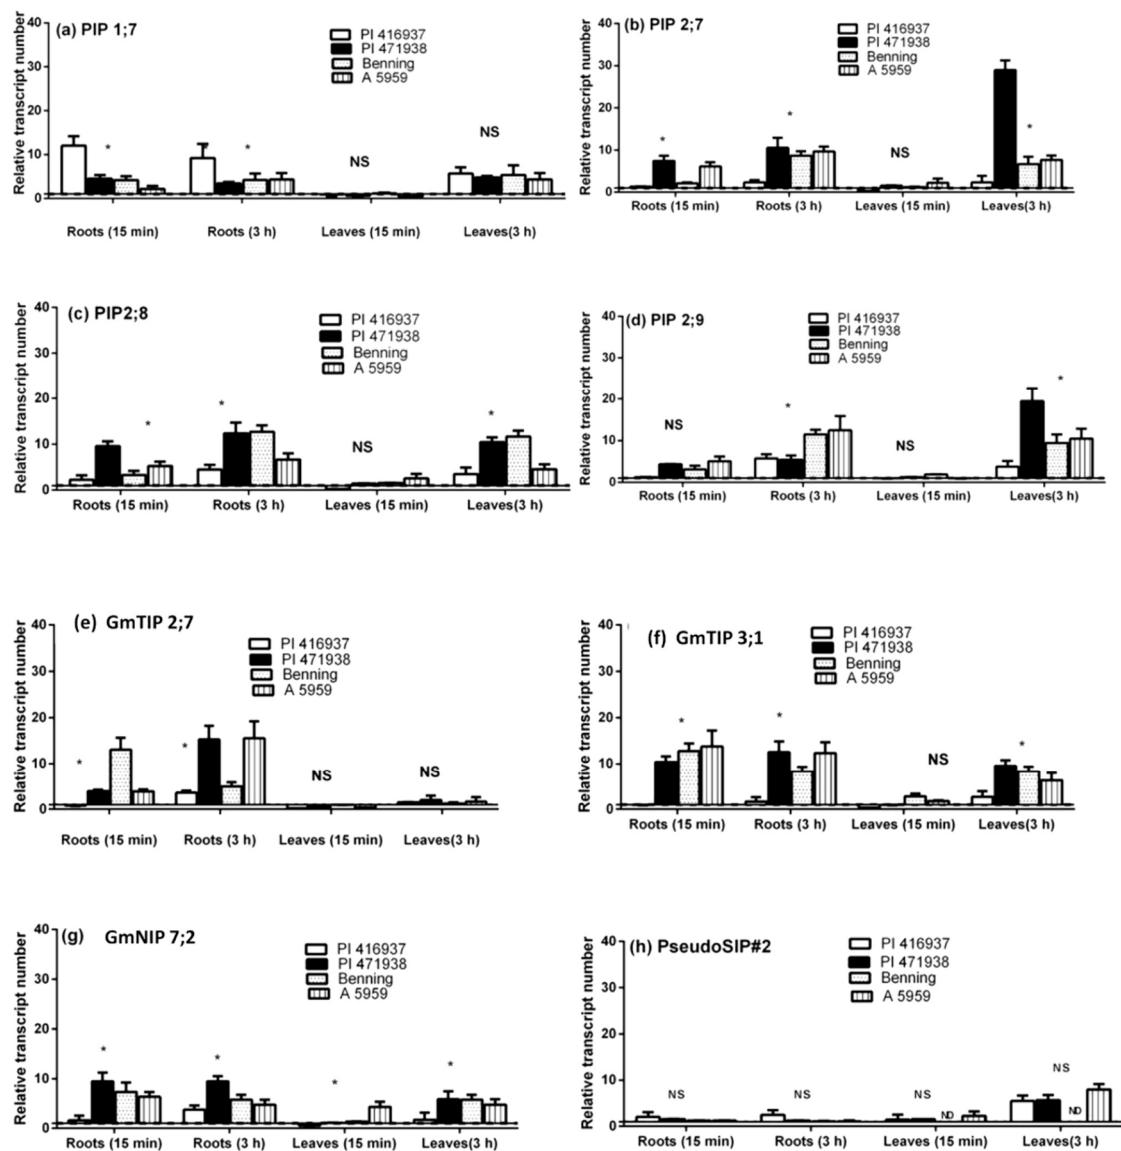 (a) PIP 1;7
Relative transcript number
40
30
20
10
0
PI 416937
PI 471938
Benning
A 5959
*
*
NS
NS
Roots (15 min)
Roots (3 h)
Leaves (15 min)
Leaves(3 h)
(b) PIP 2;7
Relative transcript number
40
30
20
10
0
PI 416937
PI 471938
Benning
A 5959
*
*
NS
*
Roots (15 min)
Roots (3 h)
Leaves (15 min)
Leaves(3 h)
(c) PIP2;8
Relative transcript number
40
30
20
10
0
PI 416937
PI 471938
Benning
A 5959
*
*
NS
*
Roots (15 min)
Roots (3 h)
Leaves (15 min)
Leaves(3 h)
(d) PIP 2;9
Relative transcript number
40
30
20
10
0
PI 416937
PI 471938
Benning
A 5959
NS
*
NS
*
Roots (15 min)
Roots (3 h)
Leaves (15 min)
Leaves(3 h)
(e) GmTIP 2;7
Relative transcript number
40
30
20
10
0
PI 416937
PI 471938
Benning
A 5959
*
*
NS
NS
Roots (15 min)
Roots (3 h)
Leaves (15 min)
Leaves(3 h)
(f) GmTIP 3;1
Relative transcript number
40
30
20
10
0
PI 416937
PI 471938
Benning
A 5959
*
*
NS
*
Roots (15 min)
Roots (3 h)
Leaves (15 min)
Leaves(3 h)
(g) GmNIP 7;2
Relative transcript number
40
30
20
10
0
PI 416937
PI 471938
Benning
A 5959
*
*
*
*
Roots (15 min)
Roots (3 h)
Leaves (15 min)
Leaves(3 h)
(h) PseudoSIP#2
Relative transcript number
40
30
20
10
0
PI 416937
PI 471938
Benning
A 5959
NS
NS
NS
ND
NS
ND
Roots (15 min)
Roots (3 h)
Leaves (15 min)
Leaves(3 h)